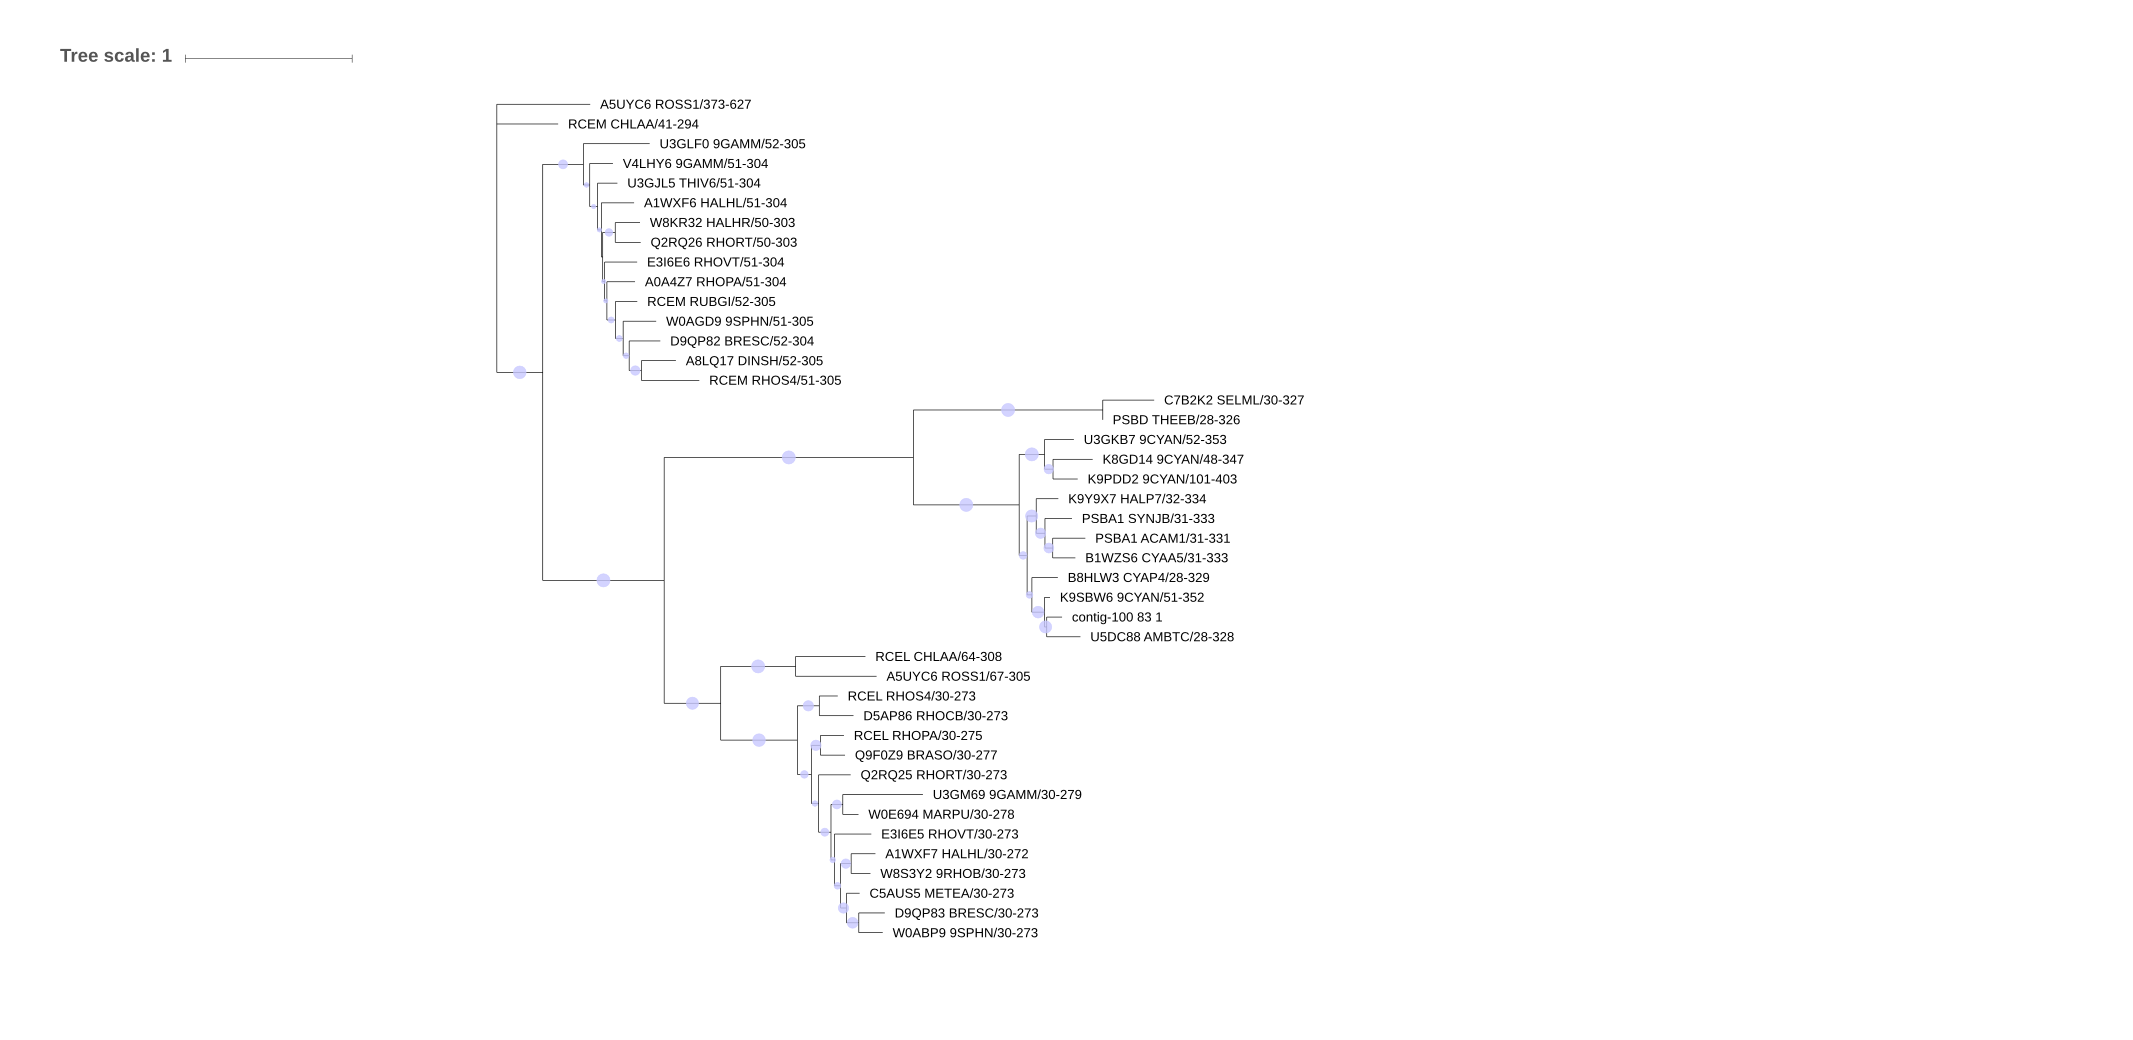 Tree scale: 1
A5UYC6 ROSS1/373-627
RCEM CHLAA/41-294
U3GLF0 9GAMM/52-305
V4LHY6 9GAMM/51-304
U3GJL5 THIV6/51-304
A1WXF6 HALHL/51-304
W8KR32 HALHR/50-303
Q2RQ26 RHORT/50-303
E3I6E6 RHOVT/51-304
A0A4Z7 RHOPA/51-304
RCEM RUBGI/52-305
W0AGD9 9SPHN/51-305
D9QP82 BRESC/52-304
A8LQ17 DINSH/52-305
RCEM RHOS4/51-305
C7B2K2 SELML/30-327
PSBD THEEB/28-326
U3GKB7 9CYAN/52-353
K8GD14 9CYAN/48-347
K9PDD2 9CYAN/101-403
K9Y9X7 HALP7/32-334
PSBA1 SYNJB/31-333
PSBA1 ACAM1/31-331
B1WZS6 CYAA5/31-333
B8HLW3 CYAP4/28-329
K9SBW6 9CYAN/51-352
contig-100 83 1
U5DC88 AMBTC/28-328
RCEL CHLAA/64-308
A5UYC6 ROSS1/67-305
RCEL RHOS4/30-273
D5AP86 RHOCB/30-273
RCEL RHOPA/30-275
Q9F0Z9 BRASO/30-277
Q2RQ25 RHORT/30-273
U3GM69 9GAMM/30-279
W0E694 MARPU/30-278
E3I6E5 RHOVT/30-273
A1WXF7 HALHL/30-272
W8S3Y2 9RHOB/30-273
C5AUS5 METEA/30-273
D9QP83 BRESC/30-273
W0ABP9 9SPHN/30-273